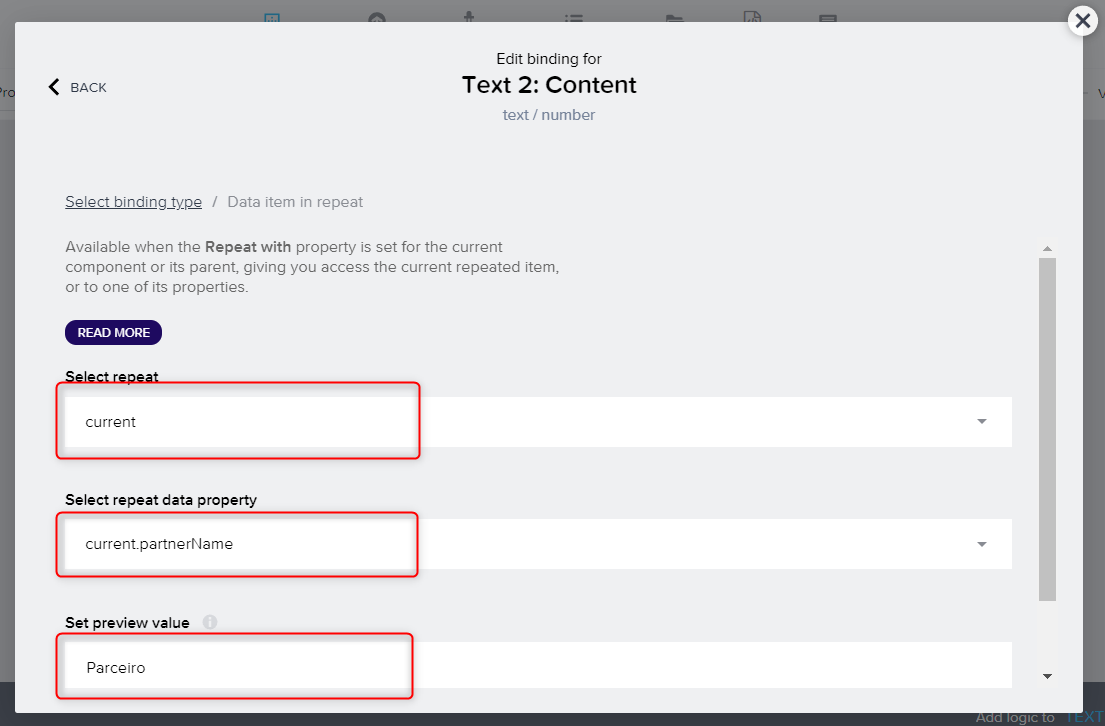 Edit binding for
BACK
Text 2: Content
text / number
Select binding type / Data item in repeat
Available when the Repeat with property is set for the current
component or its parent, giving you access the current repeated item,
or to one of its properties.
READ MORE
Select repeat
current
Select repeat data property
current.partnerName
Set preview value
Parceiro
Add logic to TEXT